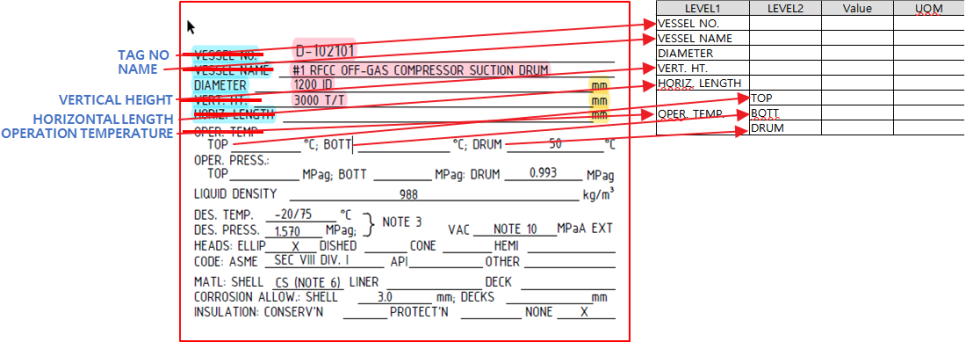 LEVEL1 LEVEL2 Value UOM
VESSEL NO.
VESSEL NAME
DIAMETER
VERT. HT.
HORIZ. LENGTH
TOP
OPER. TEMP. BOTT
DRUM
TAG NO
NAME
VERTICAL HEIGHT
HORIZONTAL LENGTH
OPERATION TEMPERATURE
VESSEL NO. D-102101
VESSEL NAME #1 RFCC OFF-GAS COMPRESSOR SUCTION DRUM
DIAMETER 1200 ID mm
VERT. HT. 3000 T/T mm
HORIZ. LENGTH mm
OPER. TEMP
TOP °C; BOTT °C; DRUM 50 °C
OPER. PRESS.:
TOP MPag; BOTT MPag: DRUM 0.993 MPag
LIQUID DENSITY 988 kg/m³
DES. TEMP. -20/75 °C
DES. PRESS. 1.570 MPag; } NOTE 3 VAC NOTE 10 MPaA EXT
HEADS: ELLIP X DISHED CONE HEMI
CODE: ASME SEC VIII DIV. I API OTHER
MATL: SHELL CS (NOTE 6) LINER DECK
CORROSION ALLOW.: SHELL 3.0 mm; DECKS mm
INSULATION: CONSERV'N PROTECT'N NONE X